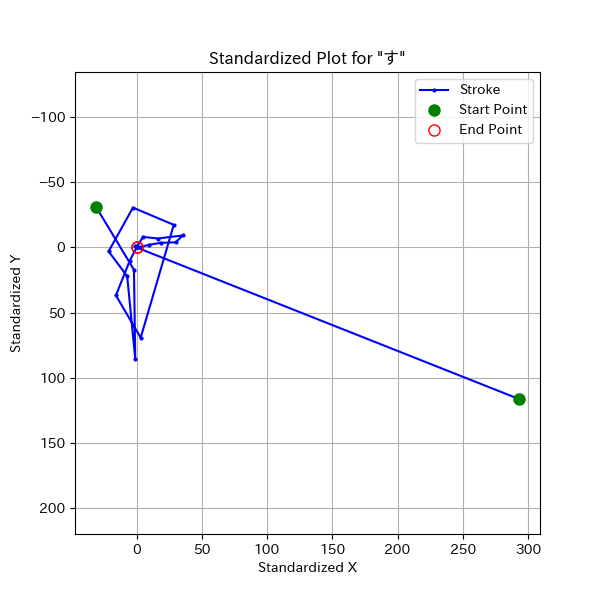 Standardized Plot for "す"
Stroke
Start Point
End Point
Standardized Y
−100
−50
0
50
100
150
200
0 50 100 150 200 250 300
Standardized X